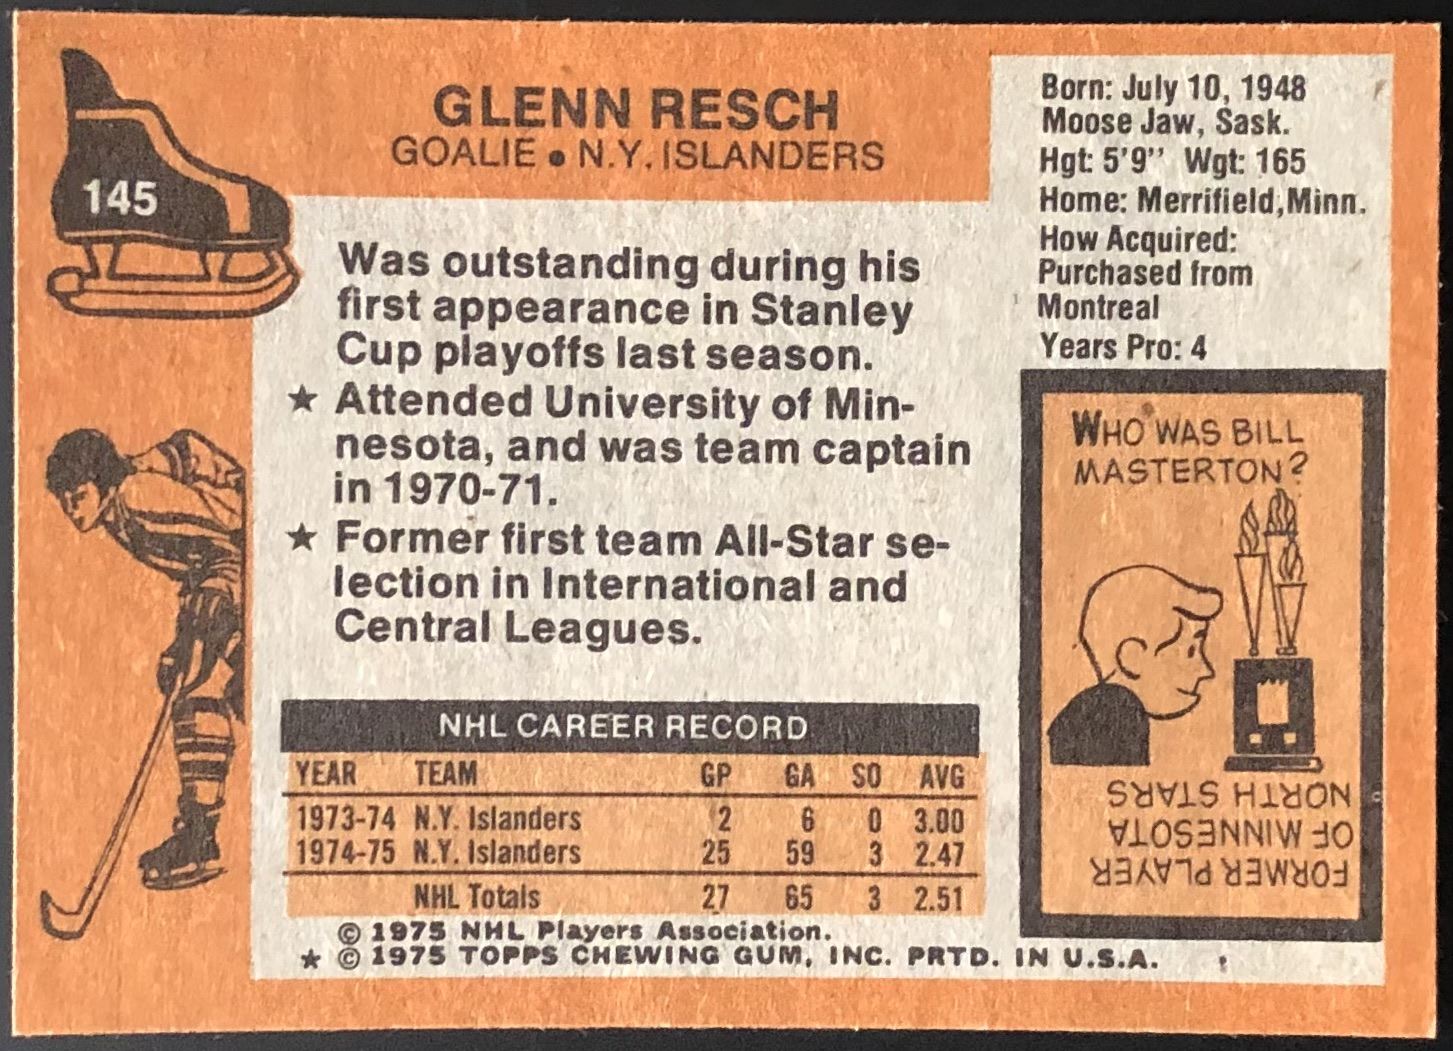 145
GLENN RESCH
GOALIE • N.Y. ISLANDERS
Born: July 10, 1948
Moose Jaw, Sask.
Hgt: 5'9" Wgt: 165
Home: Merrifield, Minn.
How Acquired:
Purchased from
Montreal
Years Pro: 4
Was outstanding during his
first appearance in Stanley
Cup playoffs last season.
★ Attended University of Min-
nesota, and was team captain
in 1970-71.
★ Former first team All-Star se-
lection in International and
Central Leagues.
NHL CAREER RECORD
YEAR TEAM GP GA SO AVG
1973-74 N.Y. Islanders 2 6 0 3.00
1974-75 N.Y. Islanders 25 59 3 2.47
NHL Totals 27 65 3 2.51
© 1975 NHL Players Association.
★ © 1975 TOPPS CHEWING GUM, INC. PRTD. IN U.S.A.
WHO WAS BILL
MASTERTON?
FORMER PLAYER
OF MINNESOTA
NORTH STARS